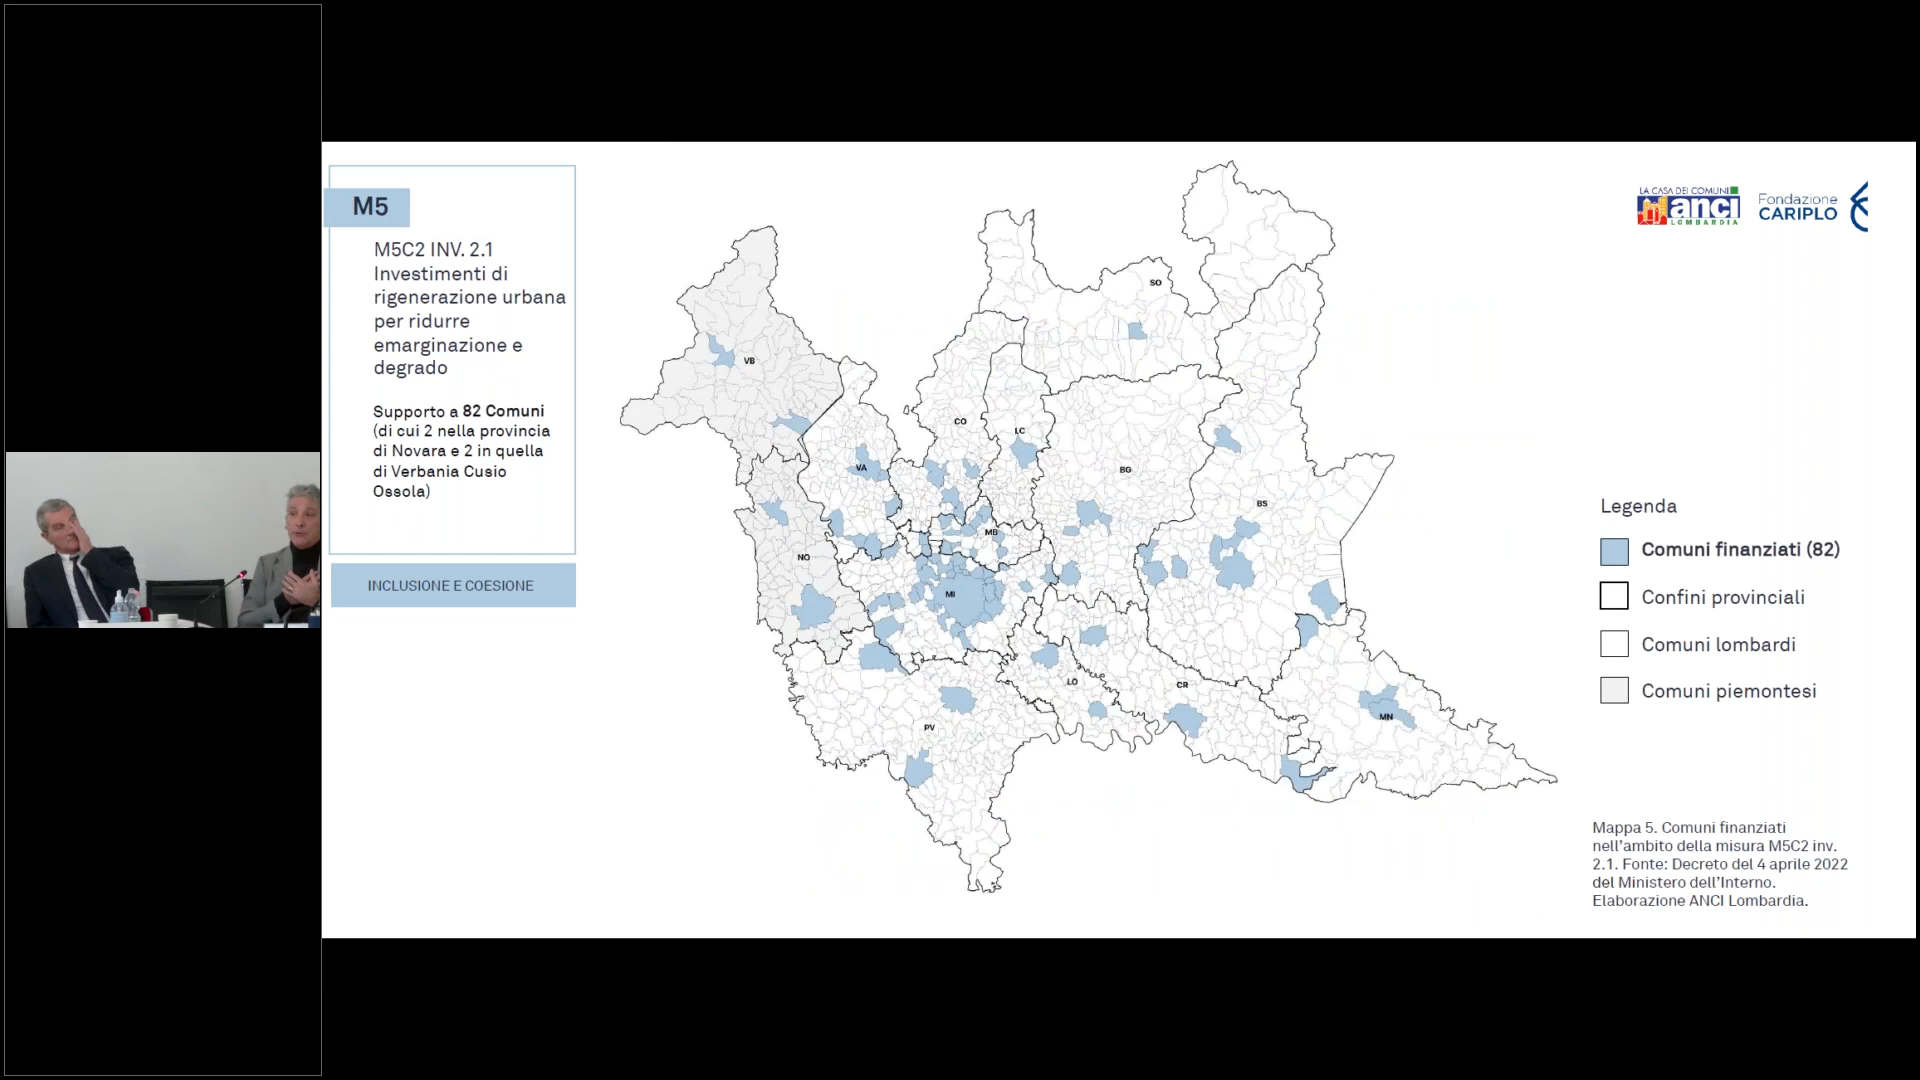 M5
M5C2 INV. 2.1
Investimenti di
rigenerazione urbana
per ridurre
emarginazione e
degrado
Supporto a 82 Comuni
(di cui 2 nella provincia
di Novara e 2 in quella
di Verbania Cusio
Ossola)
INCLUSIONE E COESIONE
SO
VB
CO
LC
VA
BG
BS
MB
NO
MI
LO
CR
MN
PV
LA CASA DEI COMUNI
anci
LOMBARDIA
Fondazione
CARIPLO
Legenda
Comuni finanziati (82)
Confini provinciali
Comuni lombardi
Comuni piemontesi
Mappa 5. Comuni finanziati
nell'ambito della misura M5C2 inv.
2.1. Fonte: Decreto del 4 aprile 2022
del Ministero dell'Interno.
Elaborazione ANCI Lombardia.